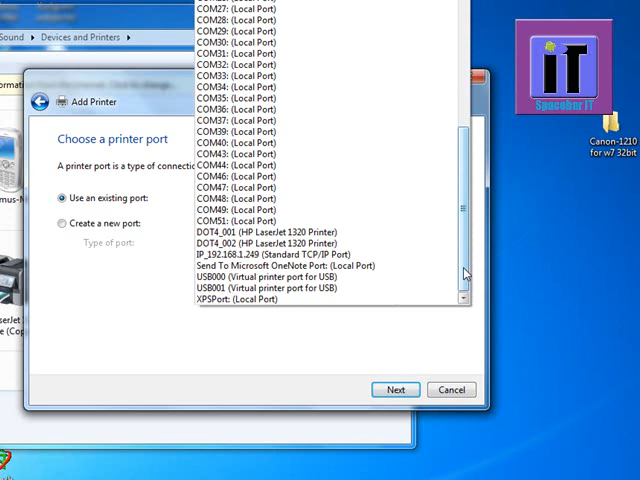 COM27: (Local Port)
COM28: (Local Port)
COM29: (Local Port)
COM30: (Local Port)
COM31: (Local Port)
COM32: (Local Port)
COM33: (Local Port)
COM34: (Local Port)
COM35: (Local Port)
COM36: (Local Port)
COM37: (Local Port)
COM39: (Local Port)
COM40: (Local Port)
COM43: (Local Port)
COM44: (Local Port)
COM46: (Local Port)
COM47: (Local Port)
COM48: (Local Port)
COM49: (Local Port)
COM51: (Local Port)
DOT4_001 (HP LaserJet 1320 Printer)
DOT4_002 (HP LaserJet 1320 Printer)
IP_192.168.1.249 (Standard TCP/IP Port)
Send To Microsoft OneNote Port: (Local Port)
USB000 (Virtual printer port for USB)
USB001 (Virtual printer port for USB)
XPSPort: (Local Port)
Sound
Devices and Printers
Add Printer
Choose a printer port
A printer port is a type of connectio
Use an existing port:
Create a new port:
Type of port:
Next
Cancel
iT
Spacebar IT
Canon-1210
for w7 32bit